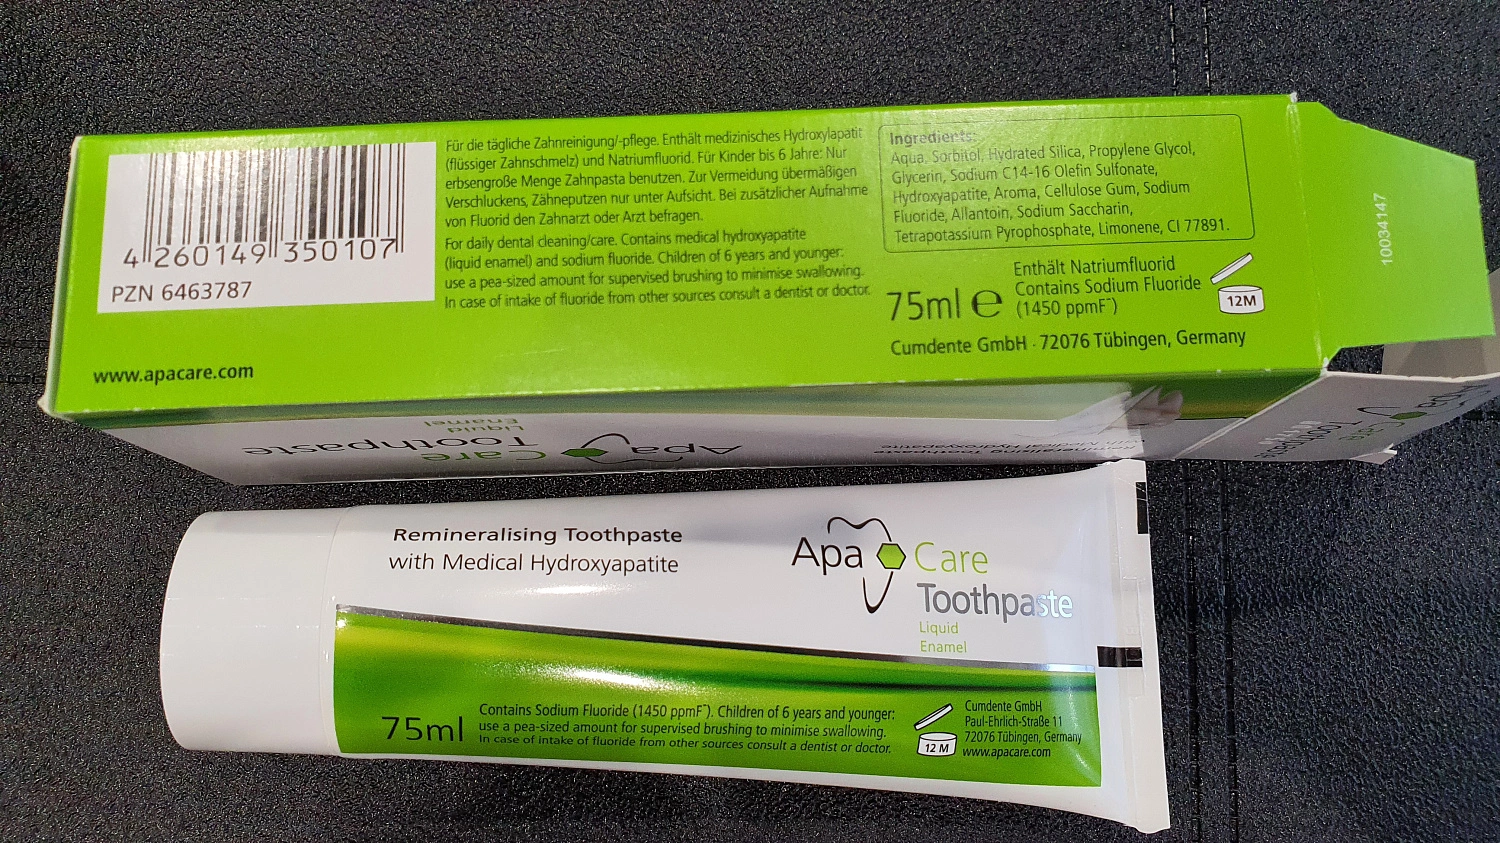 Für die tägliche Zahnreinigung/-pflege. Enthält medizinisches Hydroxylapatit
(flüssiger Zahnschmelz) und Natriumfluorid. Für Kinder bis 6 Jahre: Nur
erbsengroße Menge Zahnpasta benutzen. Zur Vermeidung übermäßigen
Verschluckens, Zähneputzen nur unter Aufsicht. Bei zusätzlicher Aufnahme
von Fluorid den Zahnarzt oder Arzt befragen.
For daily dental cleaning/care. Contains medical hydroxyapatite
(liquid enamel) and sodium fluoride. Children of 6 years and younger:
use a pea-sized amount for supervised brushing to minimise swallowing.
In case of intake of fluoride from other sources consult a dentist or doctor.
4 260149 350107
PZN 6463787
www.apacare.com
Ingredients:
Aqua, Sorbitol, Hydrated Silica, Propylene Glycol,
Glycerin, Sodium C14-16 Olefin Sulfonate,
Hydroxyapatite, Aroma, Cellulose Gum, Sodium
Fluoride, Allantoin, Sodium Saccharin,
Tetrapotassium Pyrophosphate, Limonene, CI 77891.
75ml e
Enthält Natriumfluorid
Contains Sodium Fluoride
(1450 ppmF⁻)
12M
Cumdente GmbH · 72076 Tübingen, Germany
10034147
Apa Care
Toothpaste
Liquid
Enamel
Remineralising Toothpaste
with Medical Hydroxyapatite
Apa Care
Toothpaste
Liquid
Enamel
75ml
Contains Sodium Fluoride (1450 ppmF⁻). Children of 6 years and younger:
use a pea-sized amount for supervised brushing to minimise swallowing.
In case of intake of fluoride from other sources consult a dentist or doctor.
12 M
Cumdente GmbH
Paul-Ehrlich-Straße 11
72076 Tübingen, Germany
www.apacare.com